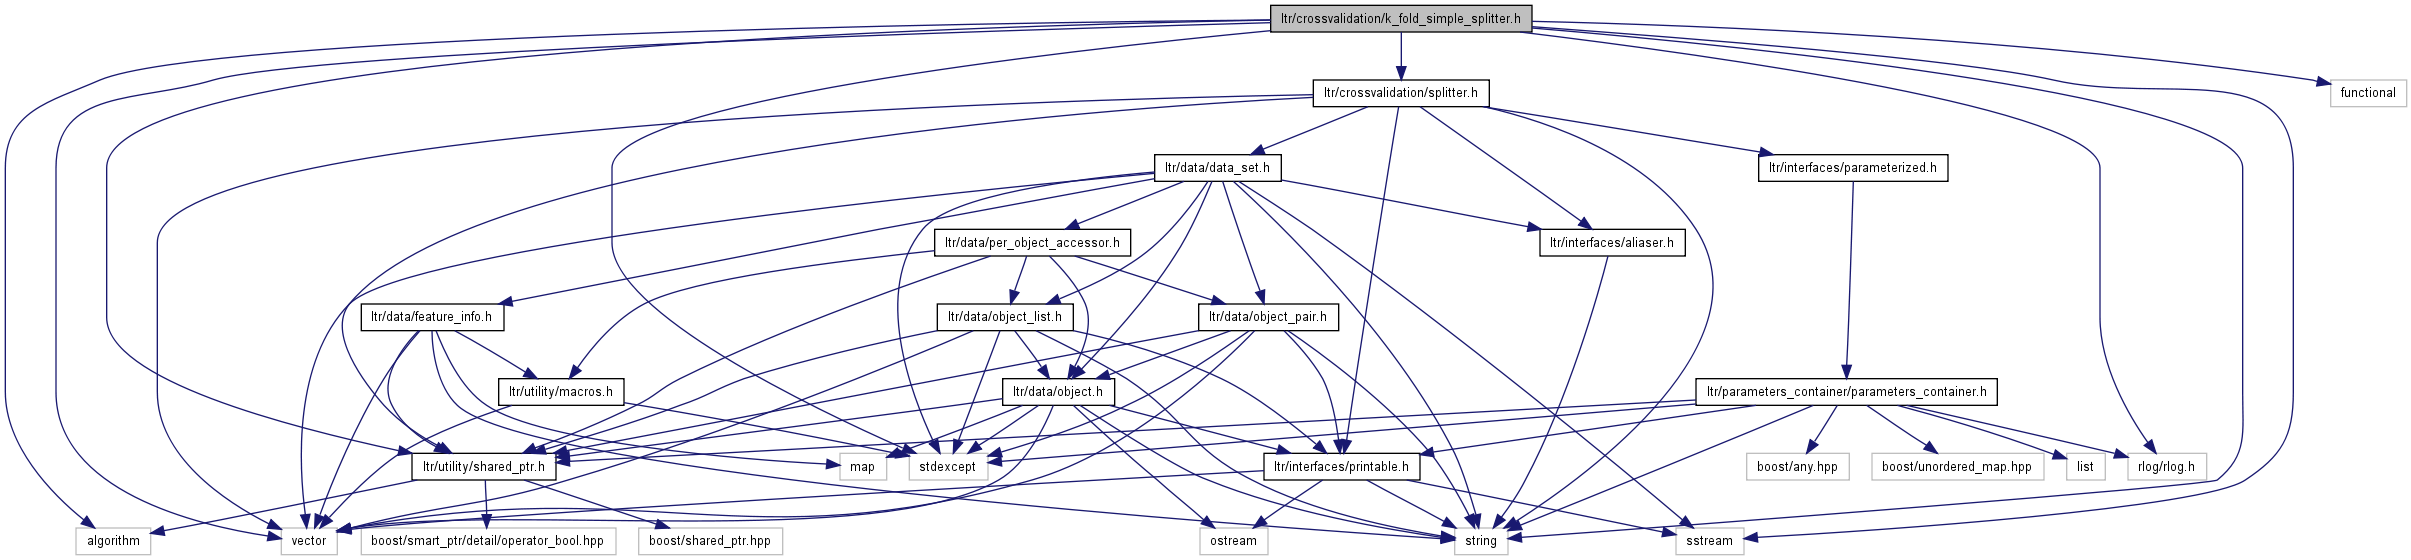 ltr/crossvalidation/k_fold_simple_splitter.h
ltr/crossvalidation/splitter.h
functional
ltr/data/data_set.h
ltr/interfaces/parameterized.h
ltr/data/per_object_accessor.h
ltr/interfaces/aliaser.h
ltr/data/feature_info.h
ltr/data/object_list.h
ltr/data/object_pair.h
ltr/utility/macros.h
ltr/data/object.h
ltr/parameters_container/parameters_container.h
ltr/utility/shared_ptr.h
map
stdexcept
ltr/interfaces/printable.h
boost/any.hpp
boost/unordered_map.hpp
list
rlog/rlog.h
algorithm
vector
boost/smart_ptr/detail/operator_bool.hpp
boost/shared_ptr.hpp
ostream
string
sstream